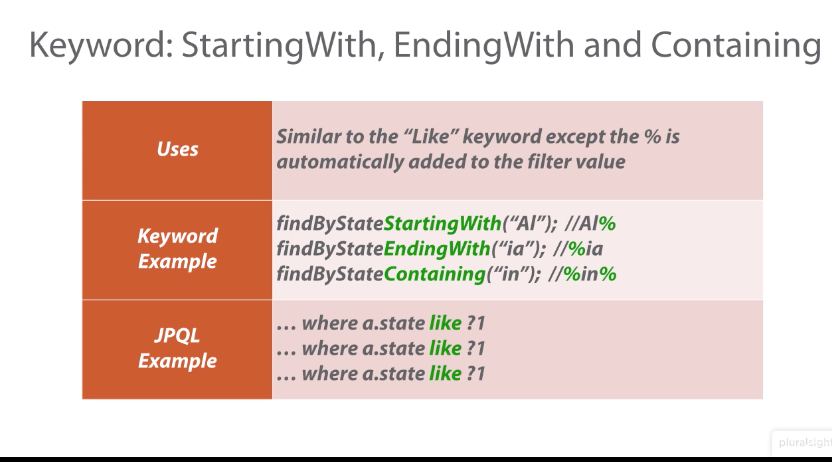 Keyword: StartingWith, EndingWith and Containing
Uses
Similar to the “Like” keyword except the % is
automatically added to the filter value
Keyword
Example
findByStateStartingWith(“Al”); //Al%
findByStateEndingWith(“ia”); //%ia
findByStateContaining(“in”); //%in%
JPQL
Example
… where a.state like ?1
… where a.state like ?1
… where a.state like ?1
pluralsight